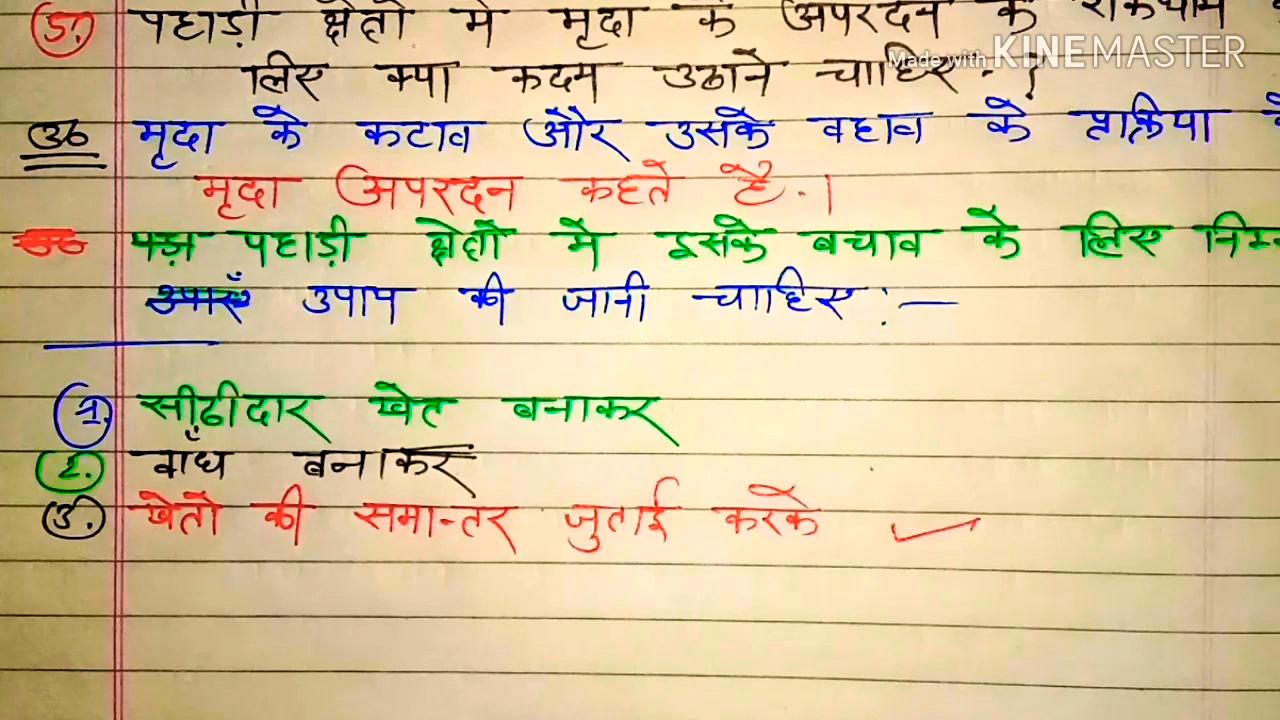 5. पहाड़ी क्षेत्रों में मृदा के अपरदन के रोकथाम
लिए क्या कदम उठाने चाहिए.।
Made with KINEMASTER
उ० मृदा के कटाव और उसके बहाव के प्रक्रिया
मृदा अपरदन कहते है.।
पहाड़ी क्षेत्रों में इसके बचाव के लिए निम्न
उपाय की जानी चाहिए:—
1. सीढ़ीदार खेत बनाकर
2. बाँध बनाकर
3. खेतो की समान्तर जुताई करके